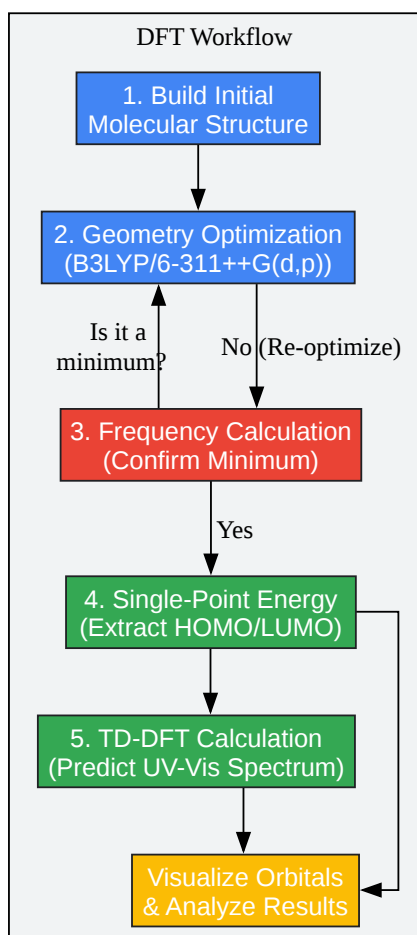 DFT Workflow
1. Build Initial
Molecular Structure
2. Geometry Optimization
(B3LYP/6-311++G(d,p))
Is it a
minimum?
No (Re-optimize)
3. Frequency Calculation
(Confirm Minimum)
Yes
4. Single-Point Energy
(Extract HOMO/LUMO)
5. TD-DFT Calculation
(Predict UV-Vis Spectrum)
Visualize Orbitals
& Analyze Results